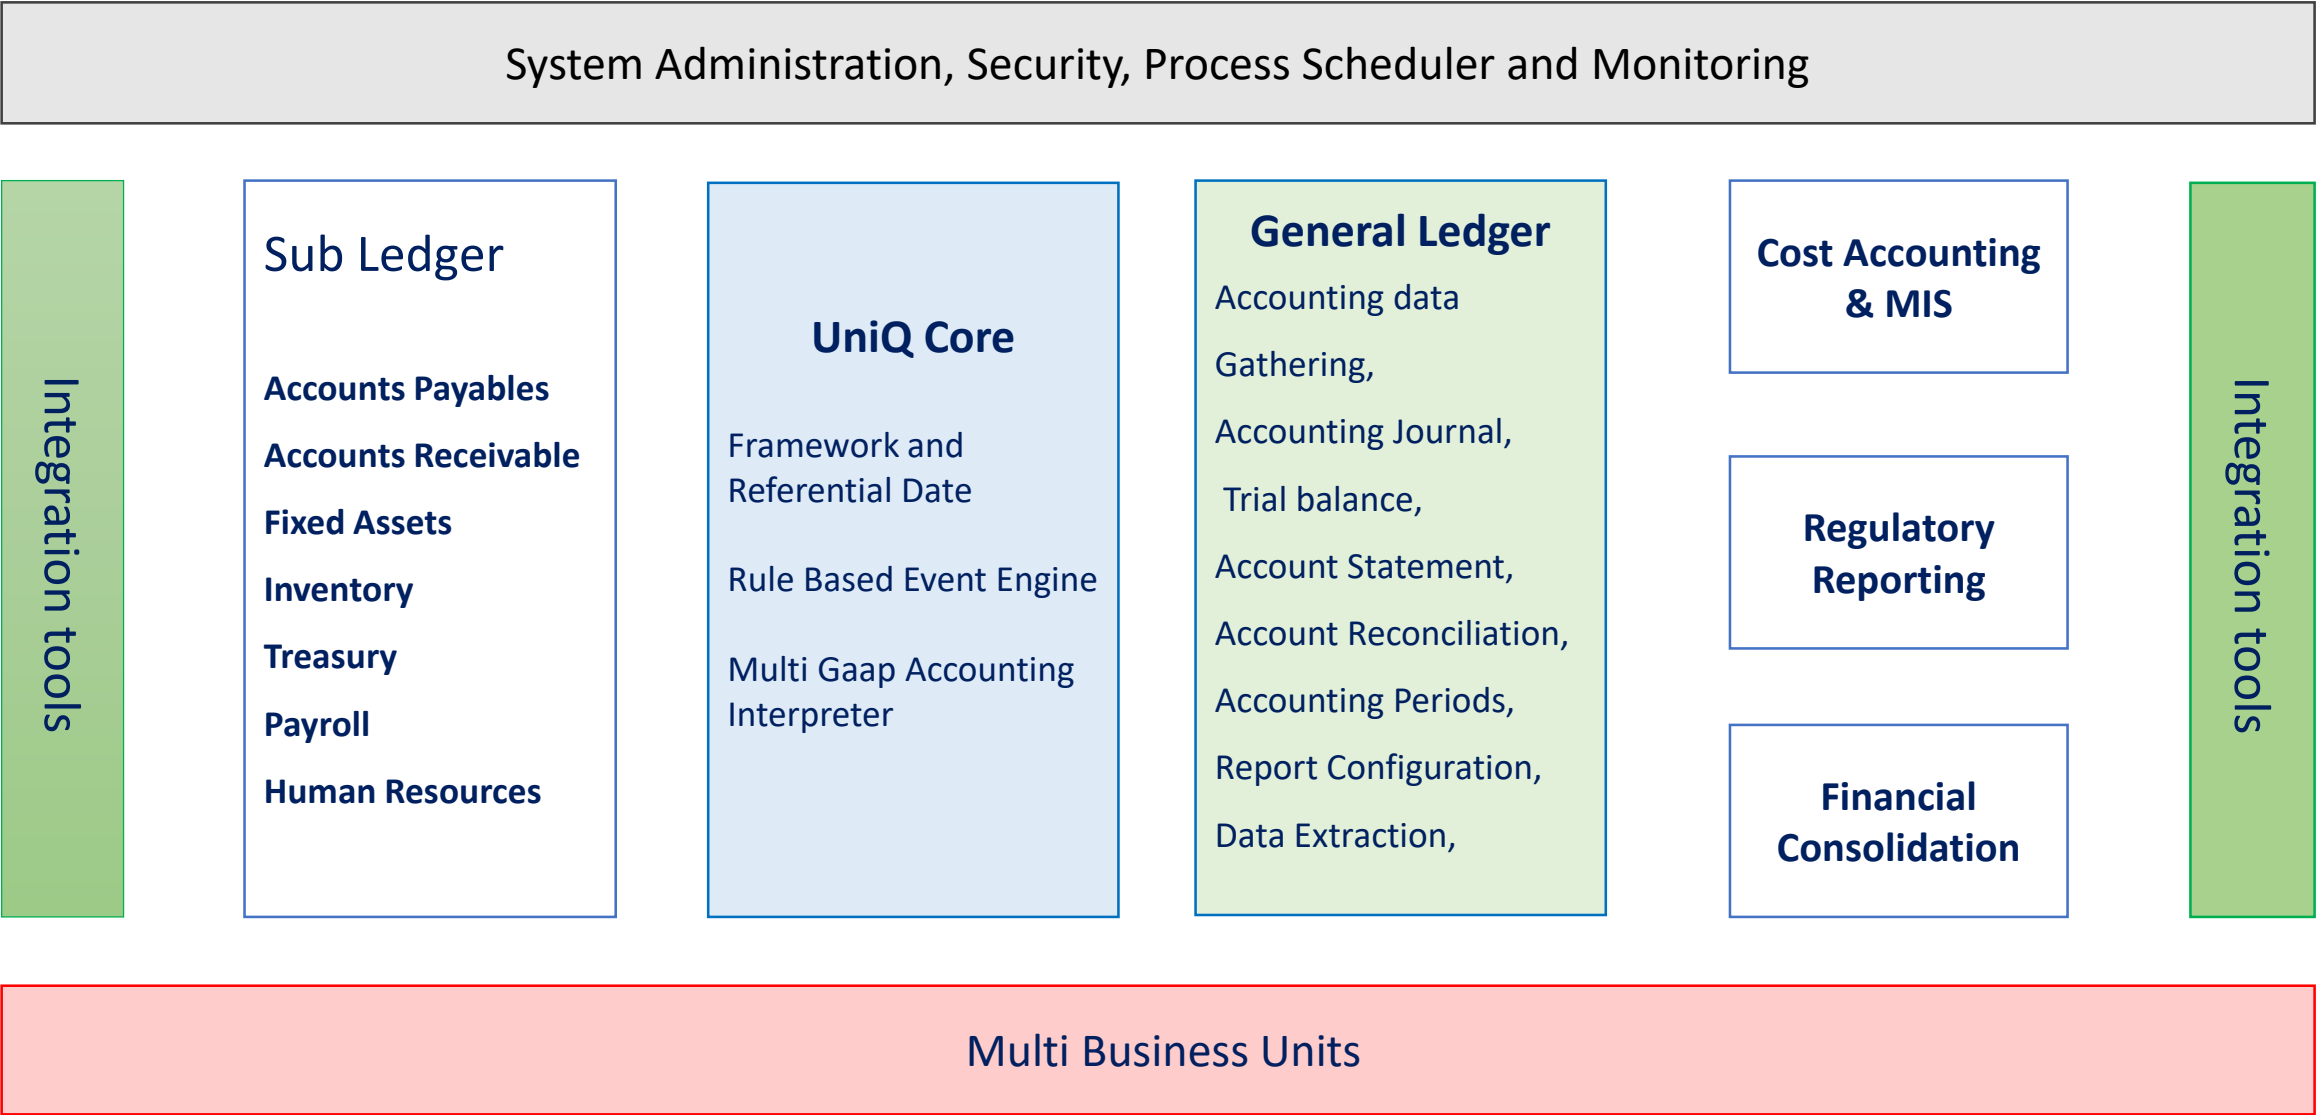 System Administration, Security, Process Scheduler and Monitoring
Integration tools
Sub Ledger
Accounts Payables
Accounts Receivable
Fixed Assets
Inventory
Treasury
Payroll
Human Resources
UniQ Core
Framework and
Referential Date
Rule Based Event Engine
Multi Gaap Accounting
Interpreter
General Ledger
Accounting data
Gathering,
Accounting Journal,
Trial balance,
Account Statement,
Account Reconciliation,
Accounting Periods,
Report Configuration,
Data Extraction,
Cost Accounting
& MIS
Regulatory
Reporting
Financial
Consolidation
Integration tools
Multi Business Units